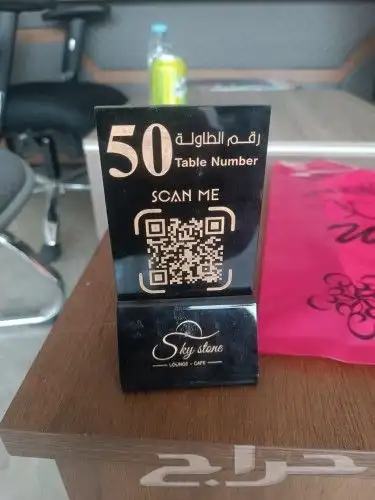 50
رقم الطاولة
Table Number
SCAN ME
Sky stone
LOUNGE - CAFE
حراج